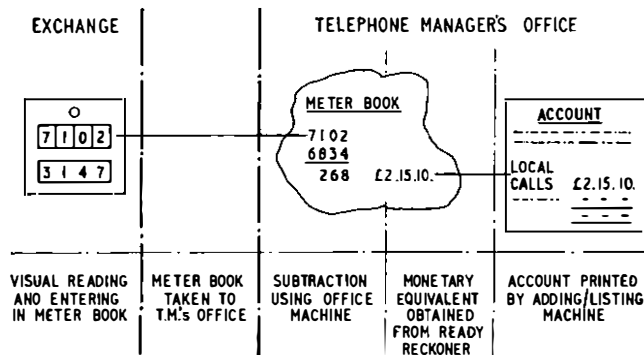 EXCHANGE
TELEPHONE MANAGER'S OFFICE
7102
3147
METER BOOK
7102
6834
268 £2.15.10.
ACCOUNT
LOCAL
CALLS £2.15.10.
VISUAL READING
AND ENTERING
IN METER BOOK
METER BOOK
TAKEN TO
T.M.'s OFFICE
SUBTRACTION
USING OFFICE
MACHINE
MONETARY
EQUIVALENT
OBTAINED
FROM READY
RECKONER
ACCOUNT PRINTED
BY ADDING/LISTING
MACHINE